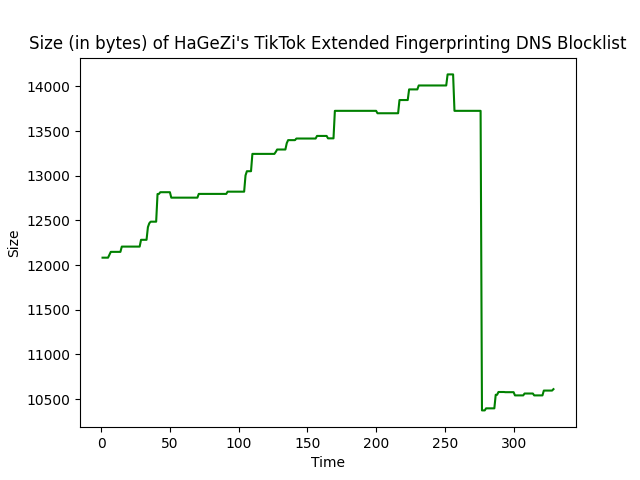 Size (in bytes) of HaGeZi's TikTok Extended Fingerprinting DNS Blocklist
14000
13500
13000
12500
12000
11500
11000
10500
Size
0 50 100 150 200 250 300
Time